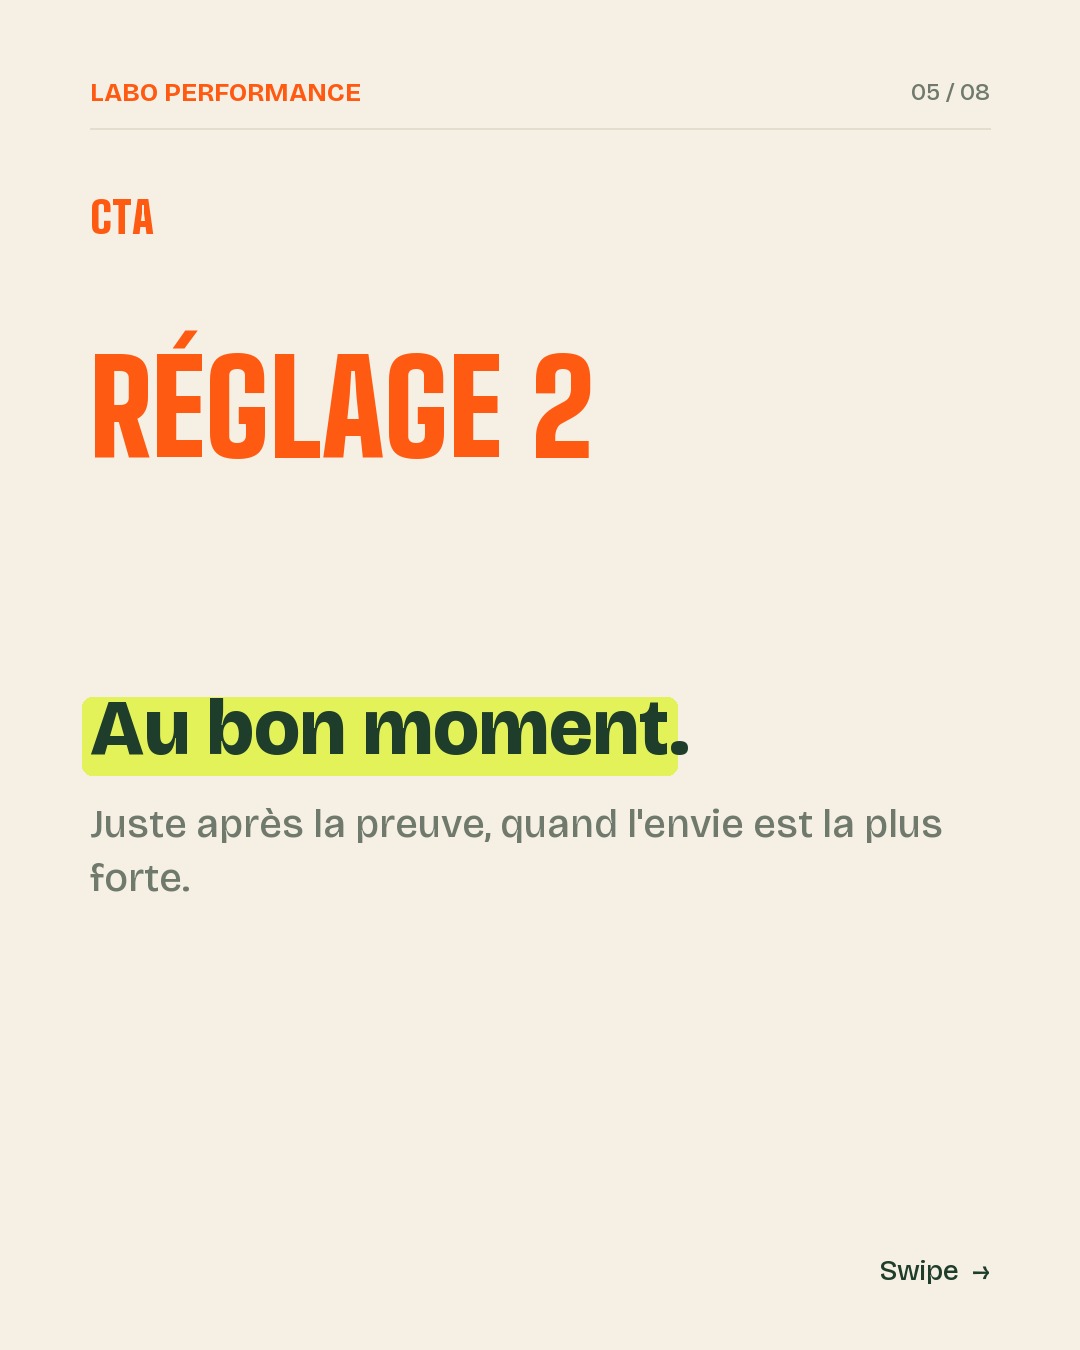 LABO PERFORMANCE
05 / 08
CTA
RÉGLAGE 2
Au bon moment.
Juste après la preuve, quand l'envie est la plus
forte.
Swipe →